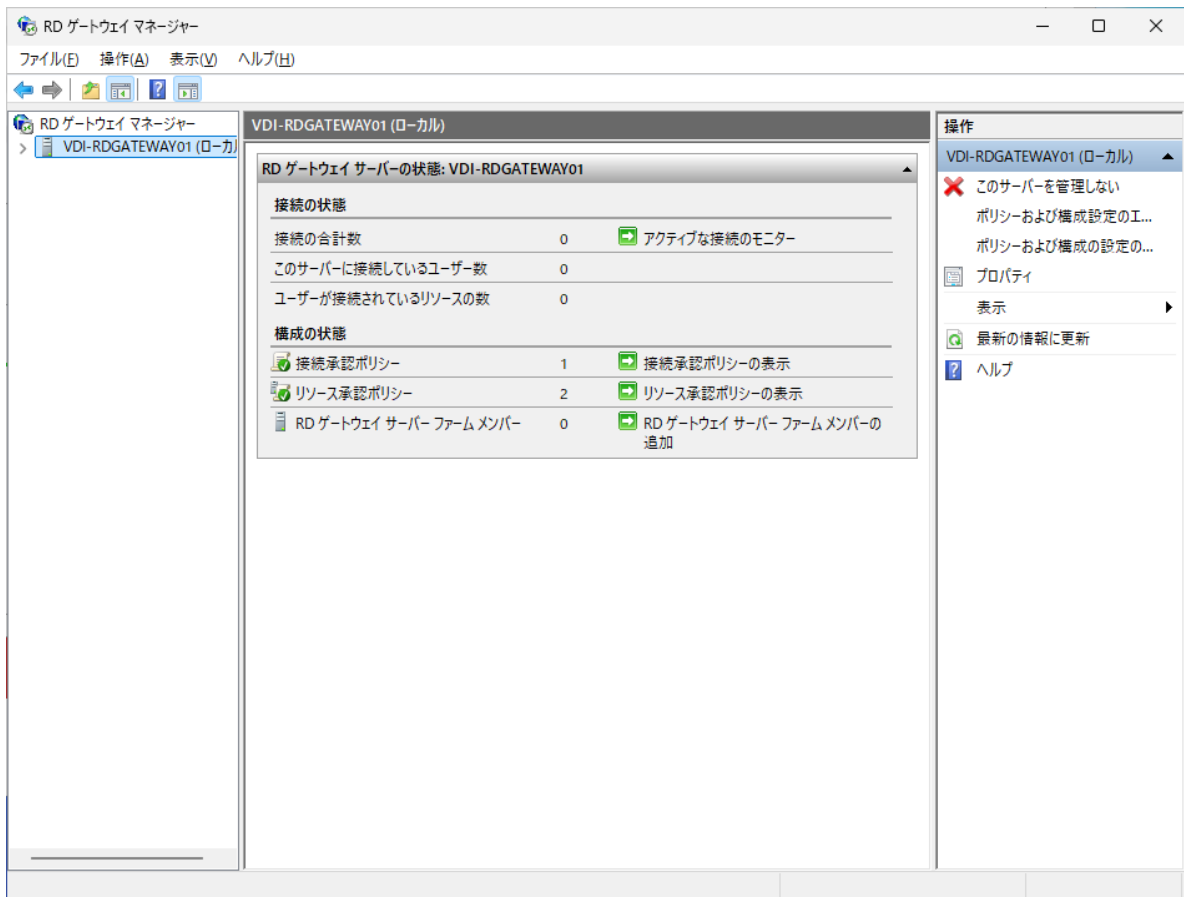 RD ゲートウェイ マネージャー
ファイル(F) 操作(A) 表示(V) ヘルプ(H)
RD ゲートウェイ マネージャー
VDI-RDGATEWAY01 (ローカル
VDI-RDGATEWAY01 (ローカル)
RD ゲートウェイ サーバーの状態: VDI-RDGATEWAY01
接続の状態
接続の合計数 0 アクティブな接続のモニター
このサーバーに接続しているユーザー数 0
ユーザーが接続されているリソースの数 0
構成の状態
接続承認ポリシー 1 接続承認ポリシーの表示
リソース承認ポリシー 2 リソース承認ポリシーの表示
RD ゲートウェイ サーバー ファーム メンバー 0 RD ゲートウェイ サーバー ファーム メンバーの
追加
操作
VDI-RDGATEWAY01 (ローカル)
このサーバーを管理しない
ポリシーおよび構成設定のエ...
ポリシーおよび構成の設定の...
プロパティ
表示
最新の情報に更新
ヘルプ